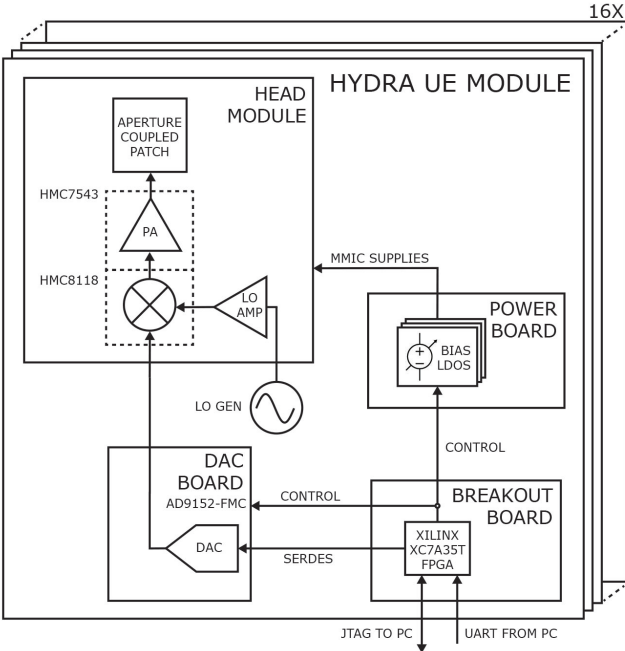 16X
HYDRA UE MODULE
HEAD
MODULE
APERTURE
COUPLED
PATCH
HMC7543
PA
HMC8118
LO
AMP
LO GEN
MMIC SUPPLIES
POWER
BOARD
BIAS
LDOS
CONTROL
DAC
BOARD
AD9152-FMC
DAC
CONTROL
SERDES
BREAKOUT
BOARD
XILINX
XC7A35T
FPGA
JTAG TO PC
UART FROM PC